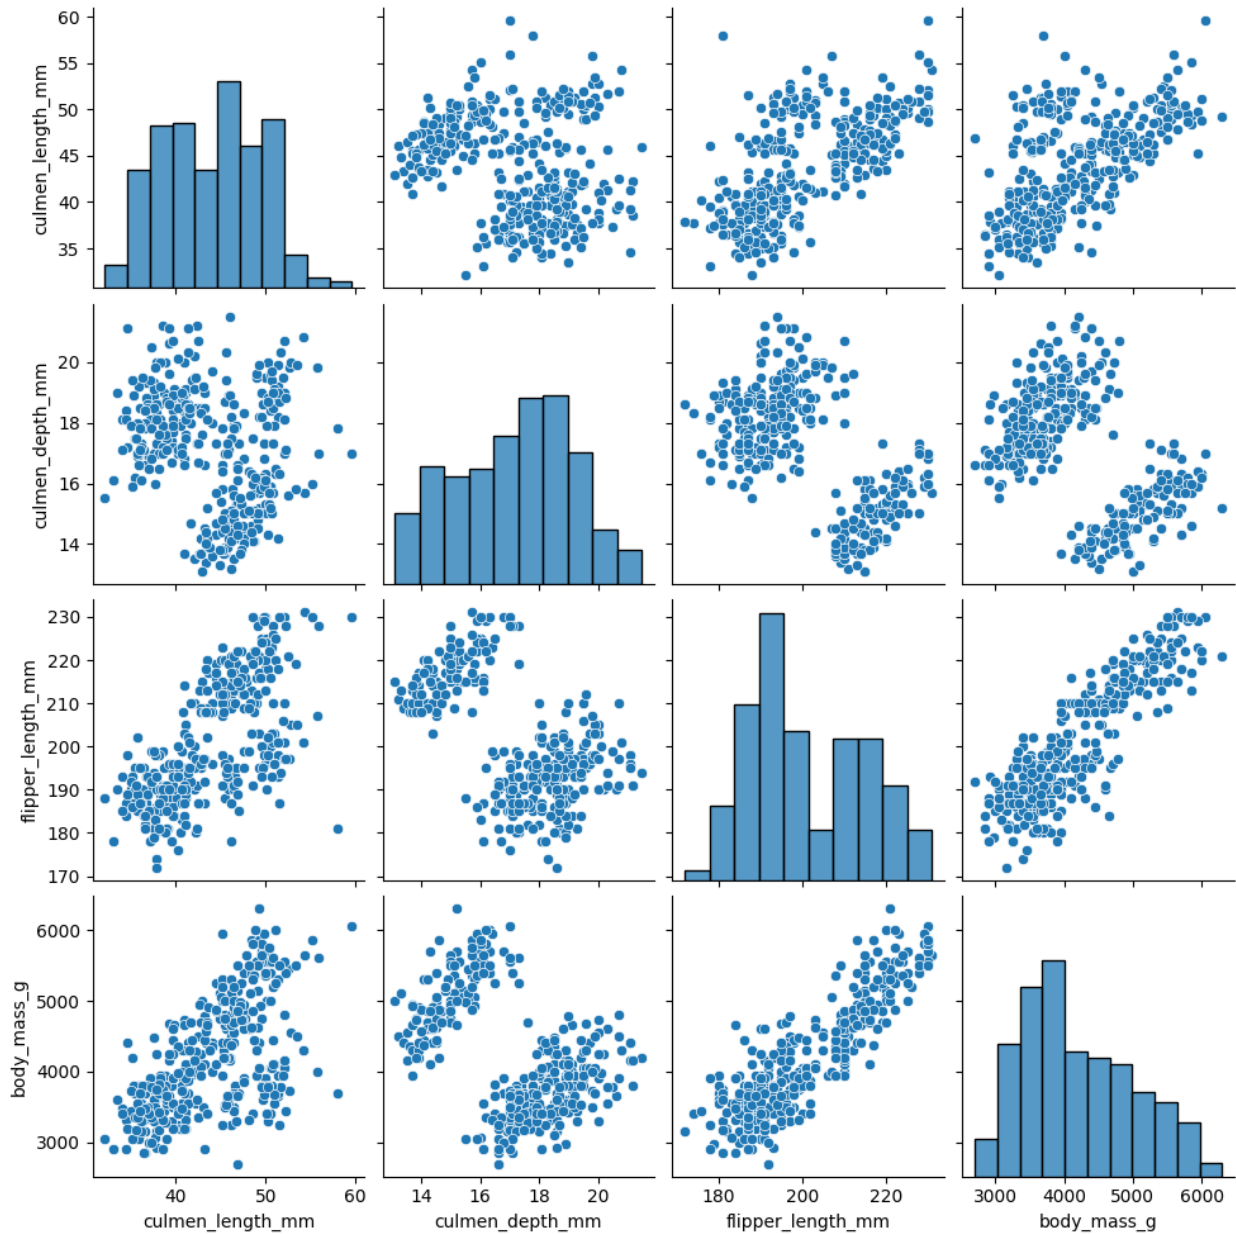 60
55
50
45
40
35
culmen_length_mm
20
18
16
14
culmen_depth_mm
230
220
210
200
190
180
170
flipper_length_mm
6000
5000
4000
3000
body_mass_g
40 50 60
culmen_length_mm
14 16 18 20
culmen_depth_mm
180 200 220
flipper_length_mm
3000 4000 5000 6000
body_mass_g